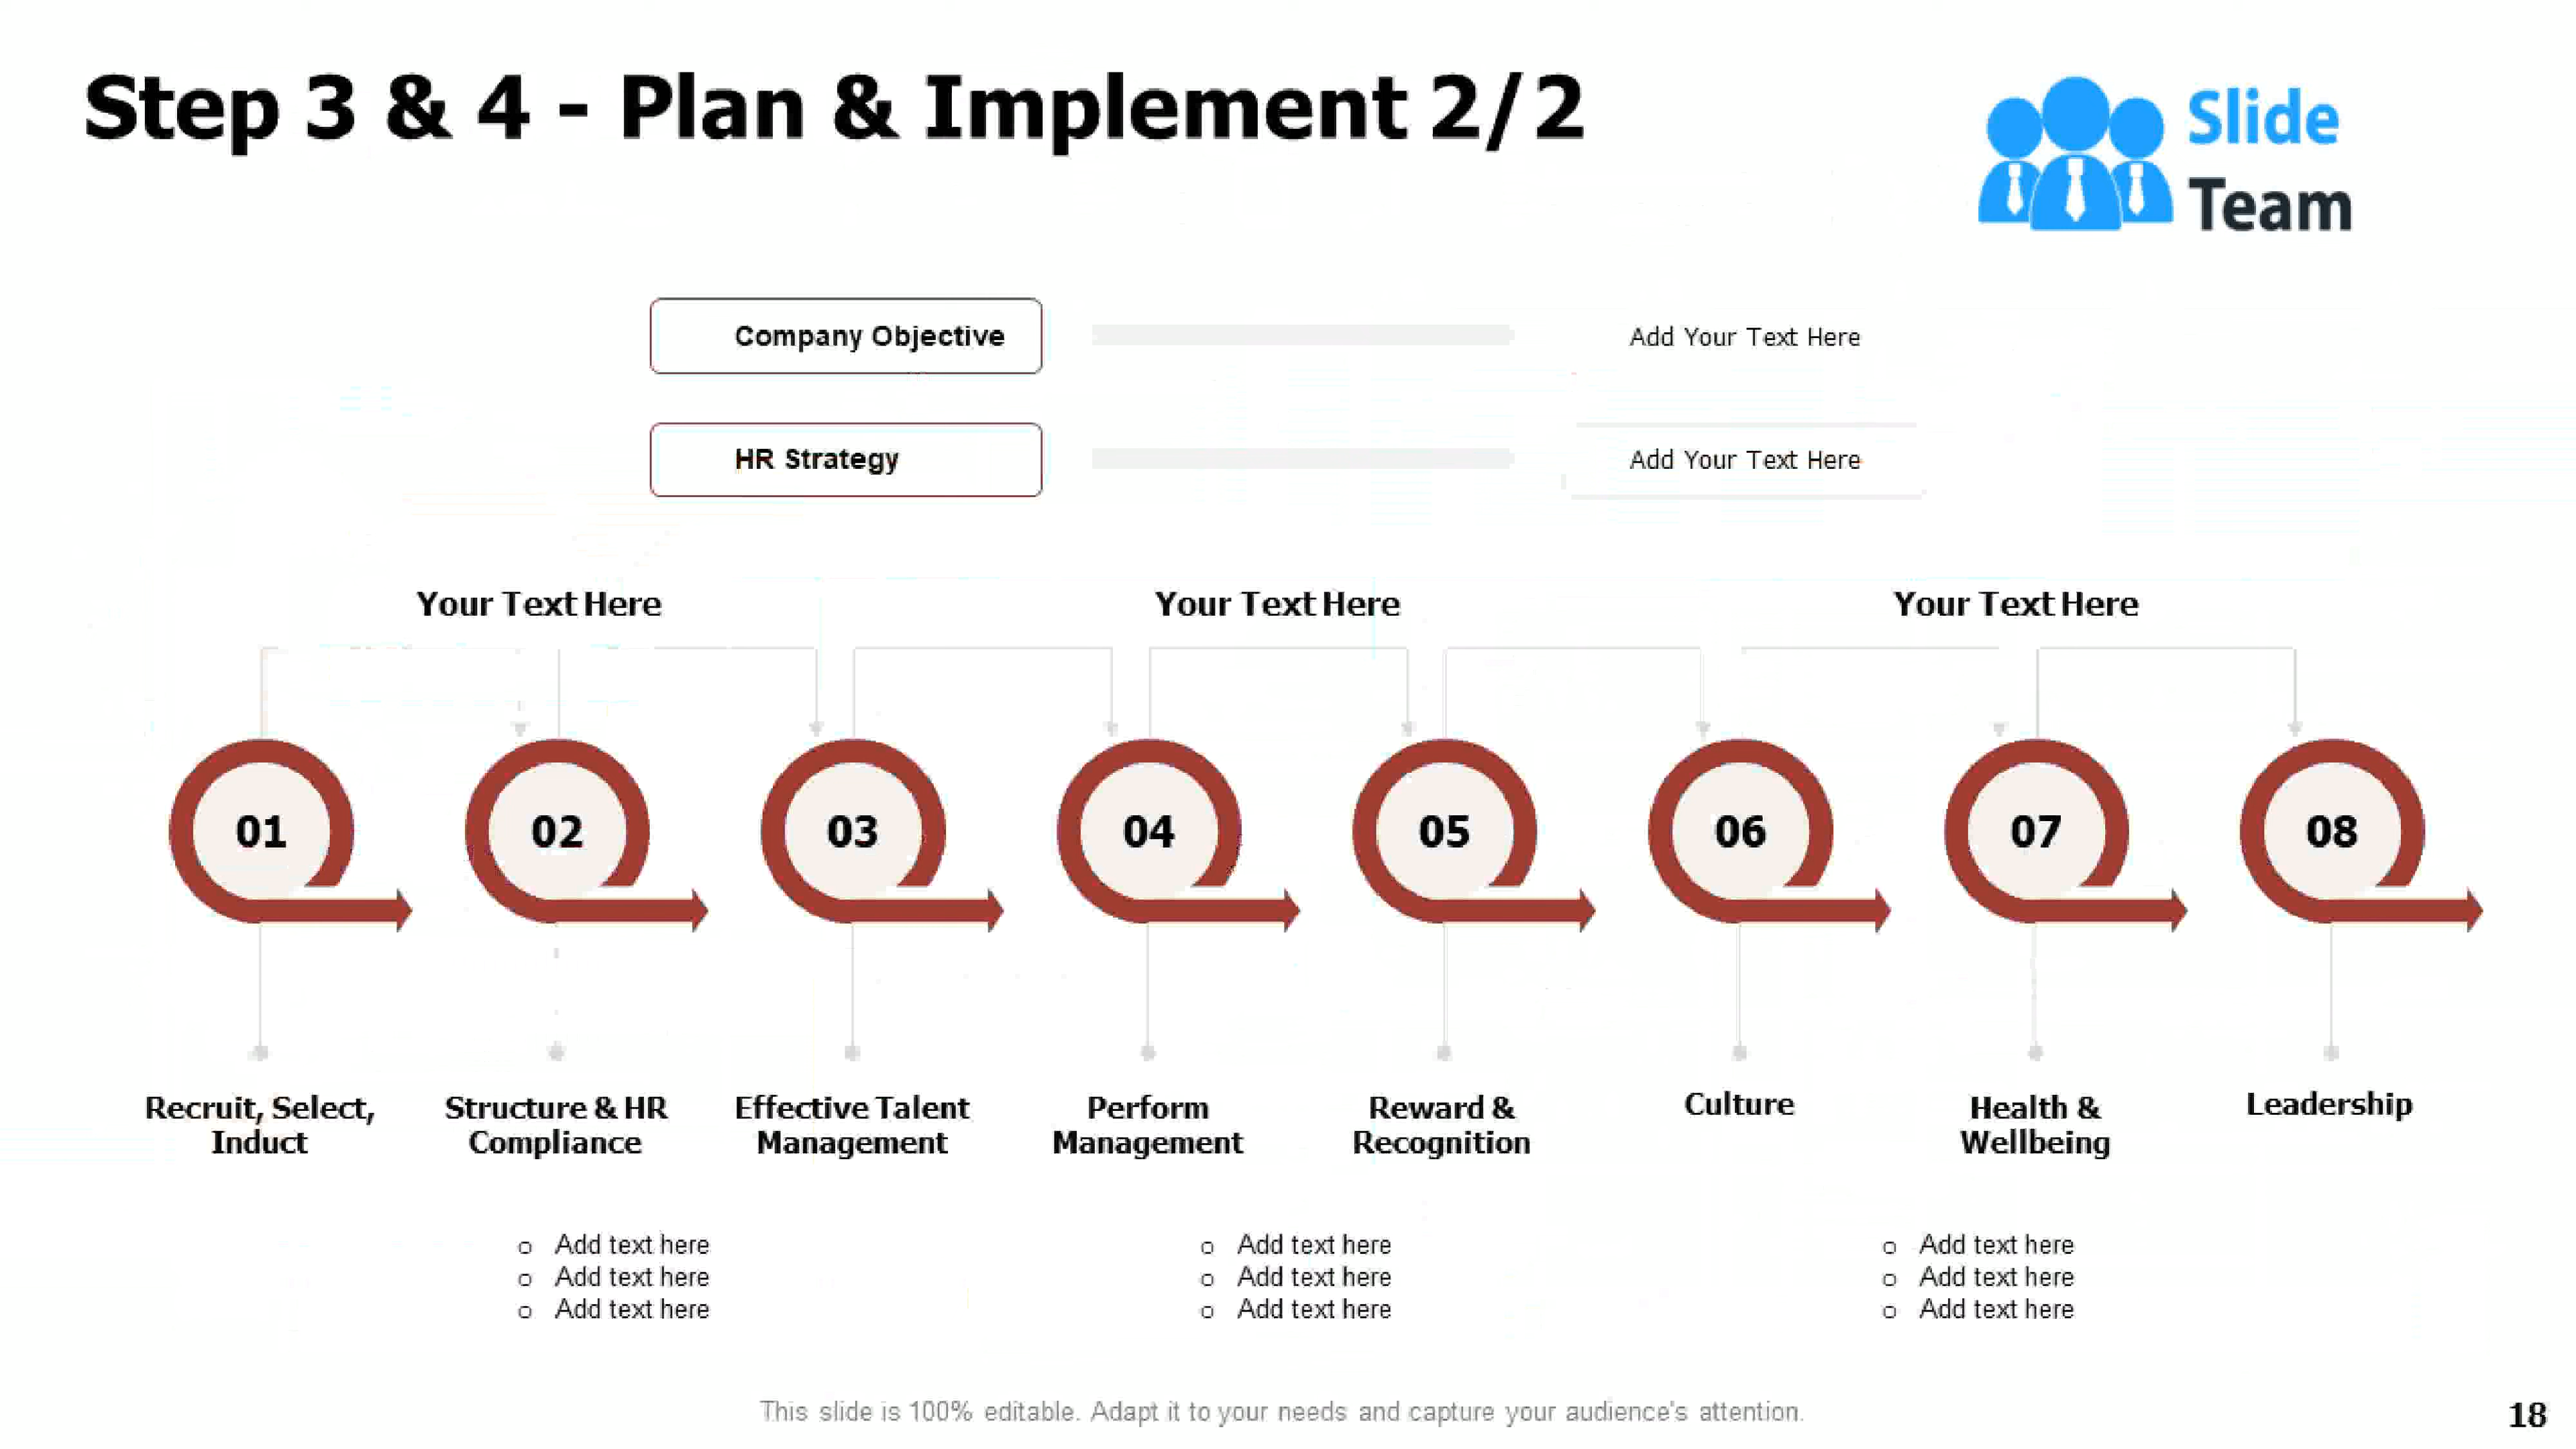 Step 3 & 4 - Plan & Implement 2/2
Slide
Team
Company Objective
Add Your Text Here
HR Strategy
Add Your Text Here
Your Text Here
Your Text Here
Your Text Here
01
02
03
04
05
06
07
08
Recruit, Select,
Induct
Structure & HR
Compliance
Effective Talent
Management
Perform
Management
Reward &
Recognition
Culture
Health &
Wellbeing
Leadership
o Add text here
o Add text here
o Add text here
o Add text here
o Add text here
o Add text here
o Add text here
o Add text here
o Add text here
This slide is 100% editable. Adapt it to your needs and capture your audience's attention.
18